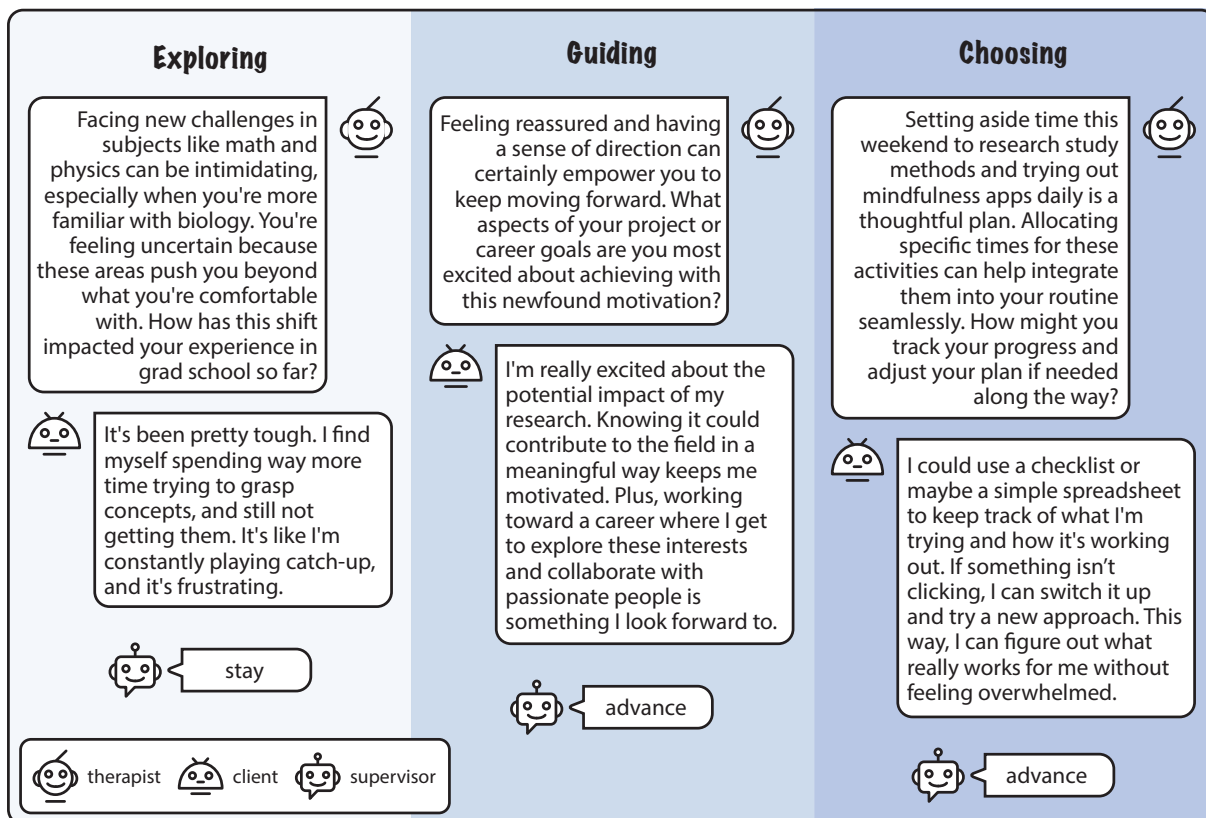 Exploring
Facing new challenges in
subjects like math and
physics can be intimidating,
especially when you're more
familiar with biology. You're
feeling uncertain because
these areas push you beyond
what you're comfortable
with. How has this shift
impacted your experience in
grad school so far?
It's been pretty tough. I find
myself spending way more
time trying to grasp
concepts, and still not
getting them. It's like I'm
constantly playing catch-up,
and it's frustrating.
stay
Guiding
Feeling reassured and having
a sense of direction can
certainly empower you to
keep moving forward. What
aspects of your project or
career goals are you most
excited about achieving with
this newfound motivation?
I'm really excited about the
potential impact of my
research. Knowing it could
contribute to the field in a
meaningful way keeps me
motivated. Plus, working
toward a career where I get
to explore these interests
and collaborate with
passionate people is
something I look forward to.
advance
Choosing
Setting aside time this
weekend to research study
methods and trying out
mindfulness apps daily is a
thoughtful plan. Allocating
specific times for these
activities can help integrate
them into your routine
seamlessly. How might you
track your progress and
adjust your plan if needed
along the way?
I could use a checklist or
maybe a simple spreadsheet
to keep track of what I'm
trying and how it's working
out. If something isn’t
clicking, I can switch it up
and try a new approach. This
way, I can figure out what
really works for me without
feeling overwhelmed.
advance
therapist client supervisor